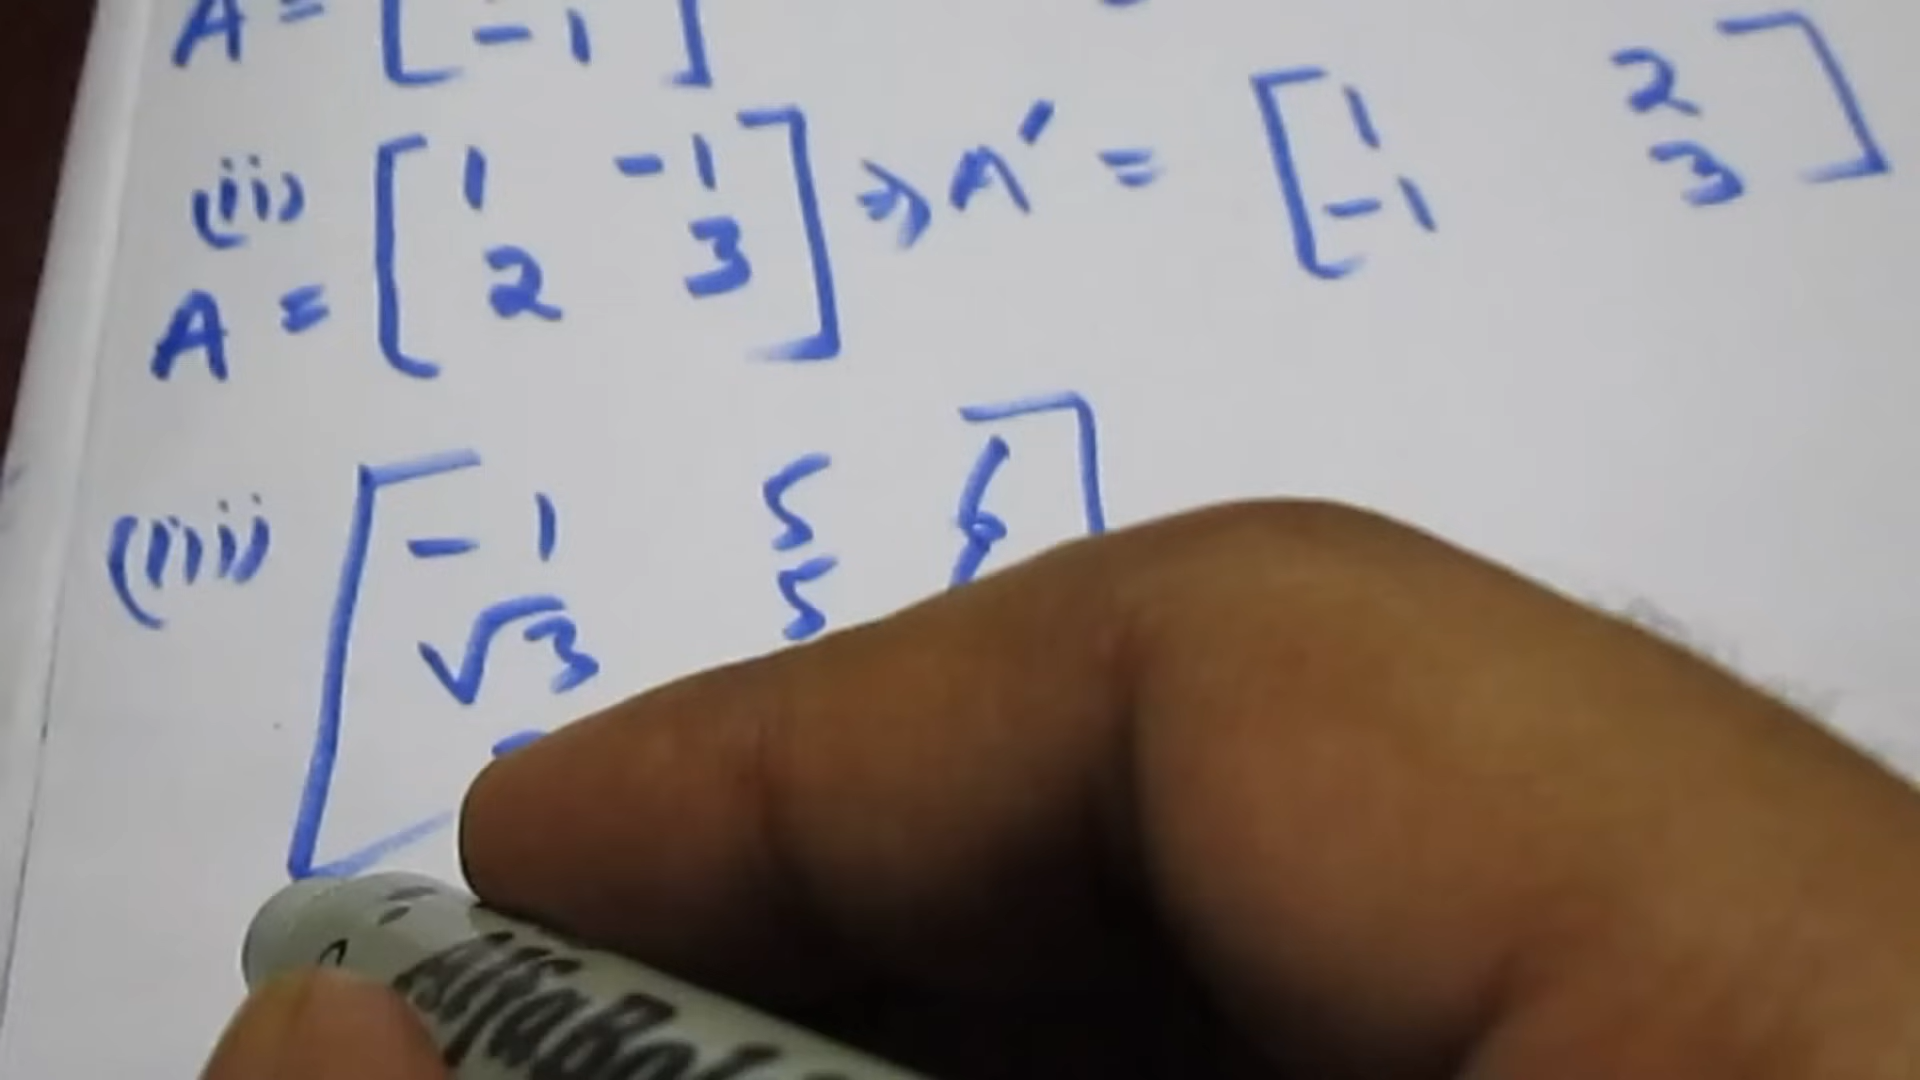 A = [ -1 ]
(ii) [ 1 -1 ] ⇒ A' = [ 1 2 ]
A = [ 2 3 ] [ -1 3 ]
(iii) [ -1 5 6 ]
√3 5